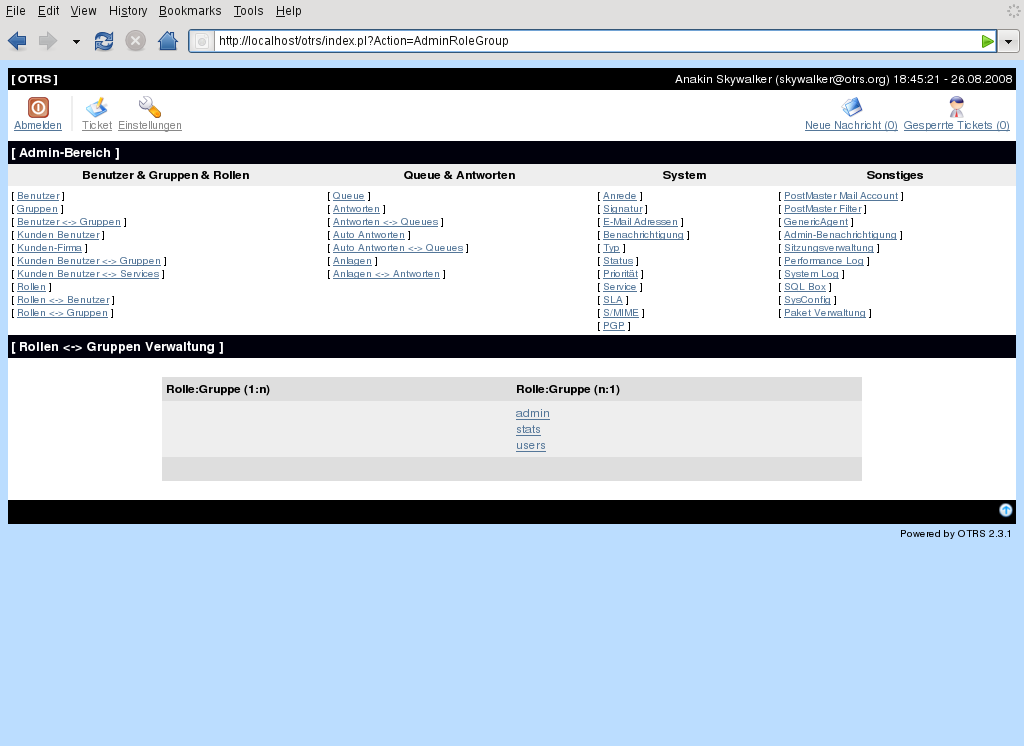 File Edit View History Bookmarks Tools Help
http://localhost/otrs/index.pl?Action=AdminRoleGroup
[ OTRS ] Anakin Skywalker (skywalker@otrs.org) 18:45:21 - 26.08.2008
Abmelden Ticket Einstellungen Neue Nachricht (0) Gesperrte Tickets (0)
[ Admin-Bereich ]
Benutzer & Gruppen & Rollen Queue & Antworten System Sonstiges
[ Benutzer ] [ Queue ] [ Anrede ] [ PostMaster Mail Account ]
[ Gruppen ] [ Antworten ] [ Signatur ] [ PostMaster Filter ]
[ Benutzer <-> Gruppen ] [ Antworten <-> Queues ] [ E-Mail Adressen ] [ GenericAgent ]
[ Kunden Benutzer ] [ Auto Antworten ] [ Benachrichtigung ] [ Admin-Benachrichtigung ]
[ Kunden-Firma ] [ Auto Antworten <-> Queues ] [ Typ ] [ Sitzungsverwaltung ]
[ Kunden Benutzer <-> Gruppen ] [ Anlagen ] [ Status ] [ Performance Log ]
[ Kunden Benutzer <-> Services ] [ Anlagen <-> Antworten ] [ Priorität ] [ System Log ]
[ Rollen ] [ Service ] [ SQL Box ]
[ Rollen <-> Benutzer ] [ SLA ] [ SysConfig ]
[ Rollen <-> Gruppen ] [ S/MIME ] [ Paket Verwaltung ]
[ PGP ]
[ Rollen <-> Gruppen Verwaltung ]
Rolle:Gruppe (1:n) Rolle:Gruppe (n:1)
admin
stats
users
Powered by OTRS 2.3.1